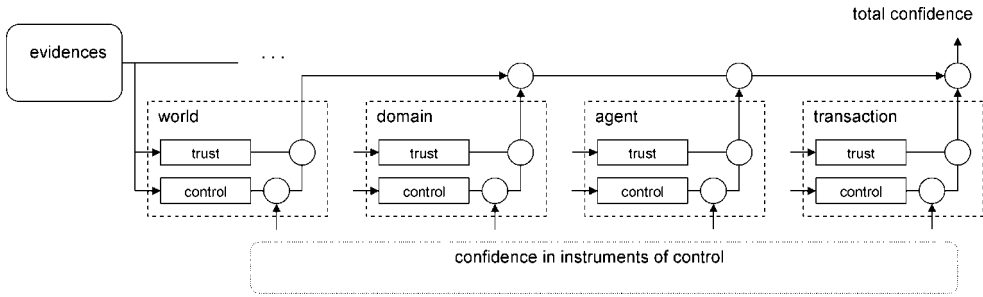 total confidence
evidences
. . .
world
domain
agent
transaction
trust
trust
trust
trust
control
control
control
control
confidence in instruments of control